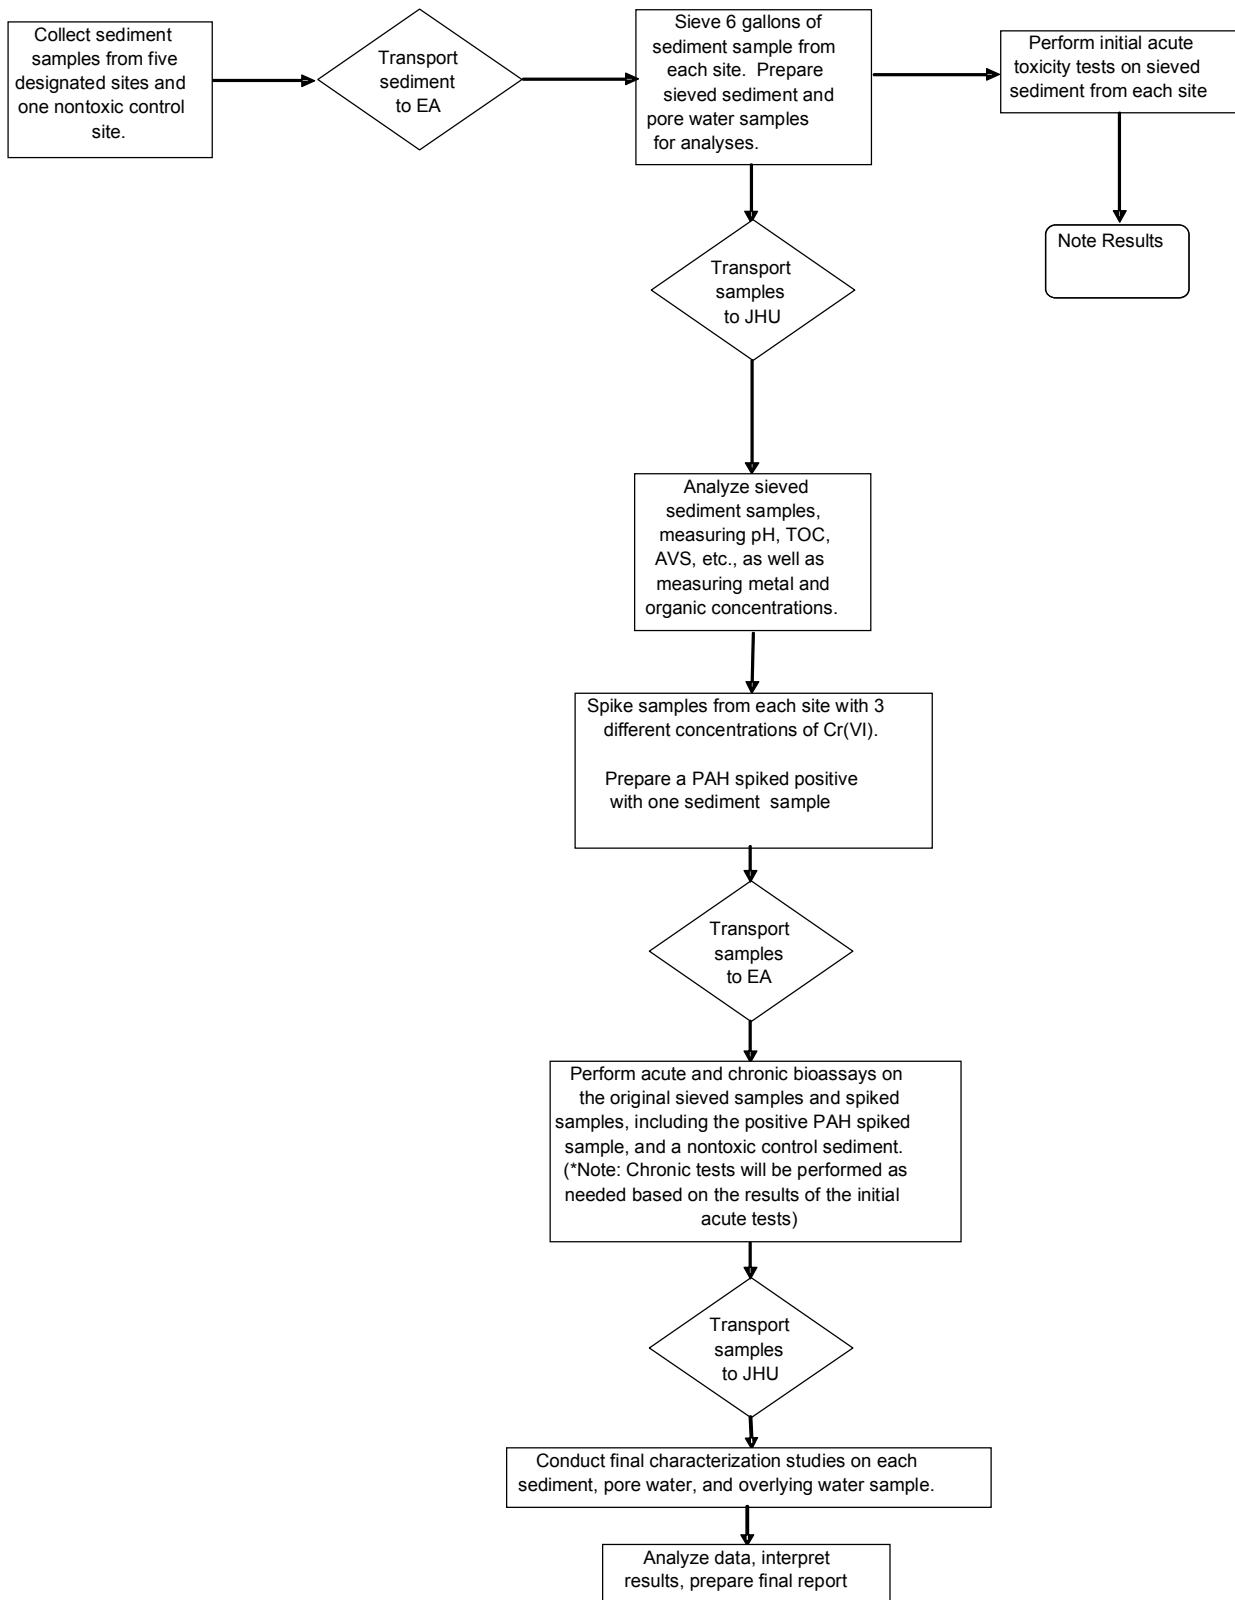 Collect sediment
samples from five
designated sites and
one nontoxic control
site.
Transport
sediment
to EA
Sieve 6 gallons of
sediment sample from
each site. Prepare
sieved sediment and
pore water samples
for analyses.
Perform initial acute
toxicity tests on sieved
sediment from each site
Note Results
Transport
samples
to JHU
Analyze sieved
sediment samples,
measuring pH, TOC,
AVS, etc., as well as
measuring metal and
organic concentrations.
Spike samples from each site with 3
different concentrations of Cr(VI).
Prepare a PAH spiked positive
with one sediment sample
Transport
samples
to EA
Perform acute and chronic bioassays on
the original sieved samples and spiked
samples, including the positive PAH spiked
sample, and a nontoxic control sediment.
(*Note: Chronic tests will be performed as
needed based on the results of the initial
acute tests)
Transport
samples
to JHU
Conduct final characterization studies on each
sediment, pore water, and overlying water sample.
Analyze data, interpret
results, prepare final report